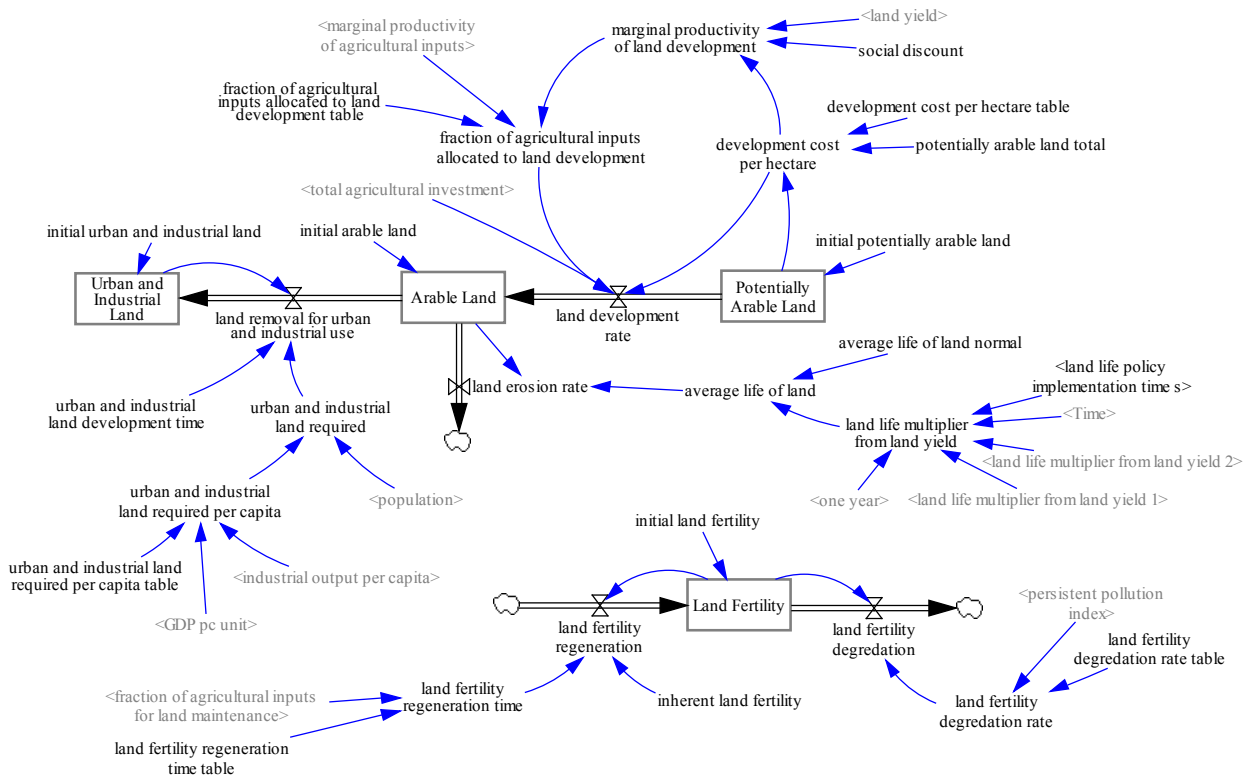 <marginal productivity
of agricultural inputs>
marginal productivity
of land development
<land yield>
social discount
fraction of agricultural
inputs allocated to land
development table
fraction of agricultural inputs
allocated to land development
development cost
per hectare
development cost per hectare table
potentially arable land total
<total agricultural investment>
initial urban and industrial land
initial arable land
initial potentially arable land
Urban and
Industrial
Land
Arable Land
Potentially
Arable Land
land removal for urban
and industrial use
land development
rate
average life of land normal
land erosion rate
average life of land
<land life policy
implementation time s>
<Time>
urban and industrial
land development time
urban and industrial
land required
land life multiplier
from land yield
<land life multiplier from land yield 2>
<one year>
<land life multiplier from land yield 1>
urban and industrial
land required per capita
<population>
initial land fertility
urban and industrial land
required per capita table
<industrial output per capita>
<GDP pc unit>
Land Fertility
<persistent pollution
index>
land fertility
regeneration
land fertility
degredation
land fertility
degredation rate table
<fraction of agricultural inputs
for land maintenance>
land fertility
regeneration time
inherent land fertility
land fertility
degredation rate
land fertility regeneration
time table